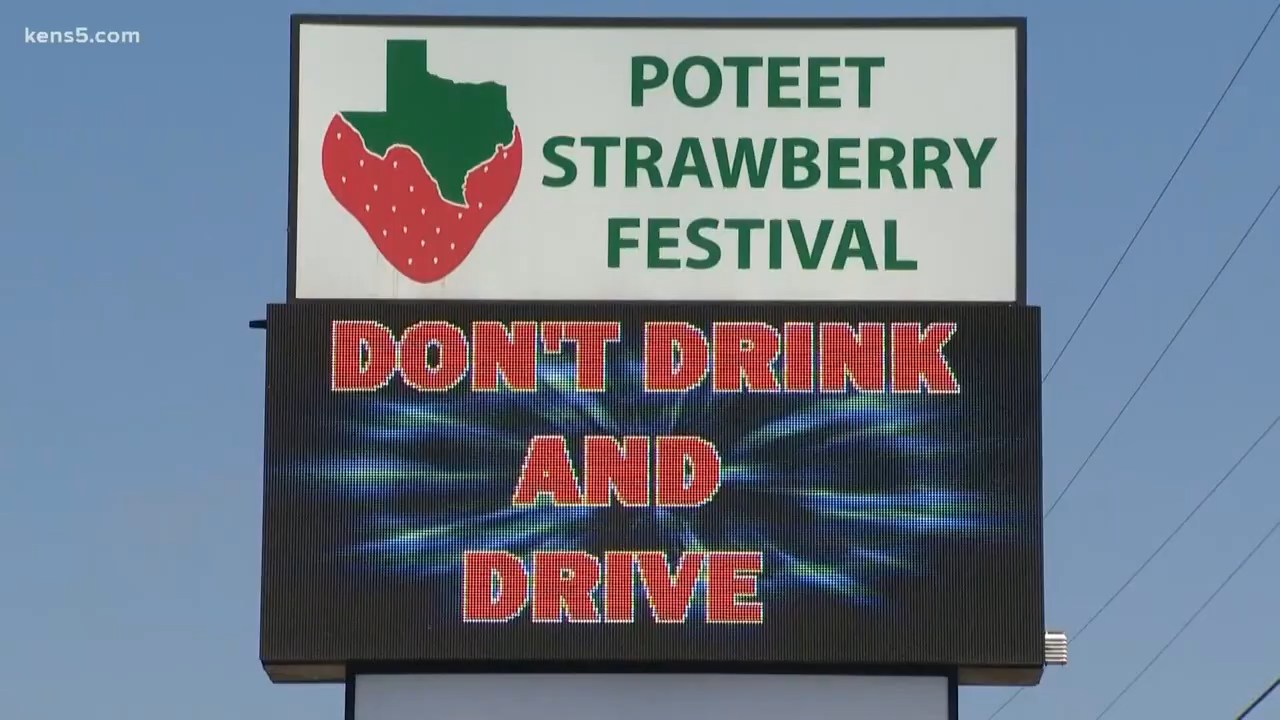 kens5.com
POTEET
STRAWBERRY
FESTIVAL
DON'T DRINK
AND
DRIVE